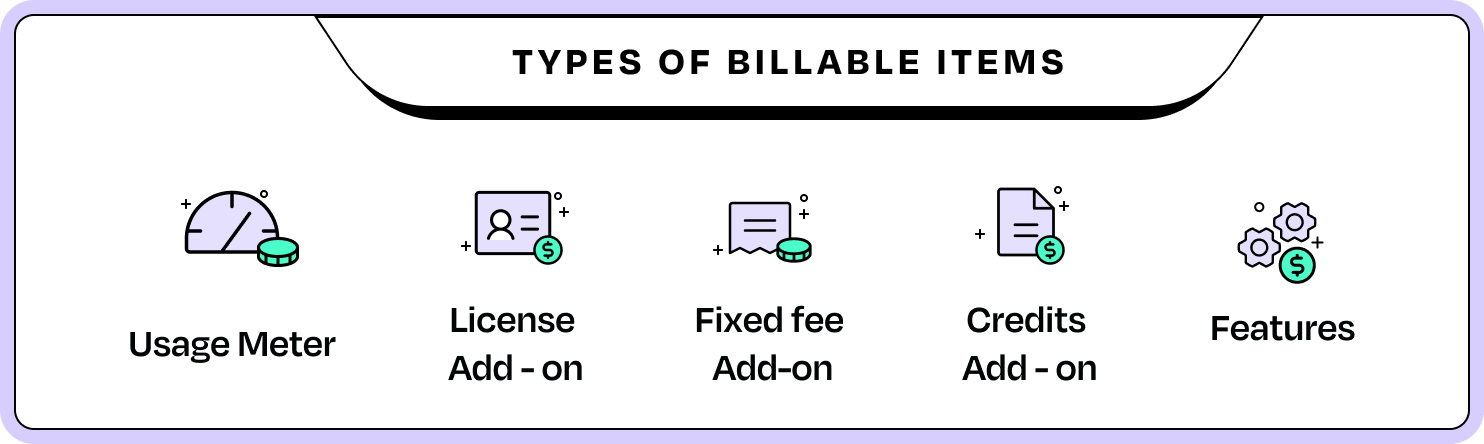 TYPES OF BILLABLE ITEMS
$
$
$
Usage Meter
License
Add - on
Fixed fee
Add-on
Credits
Add - on
Features